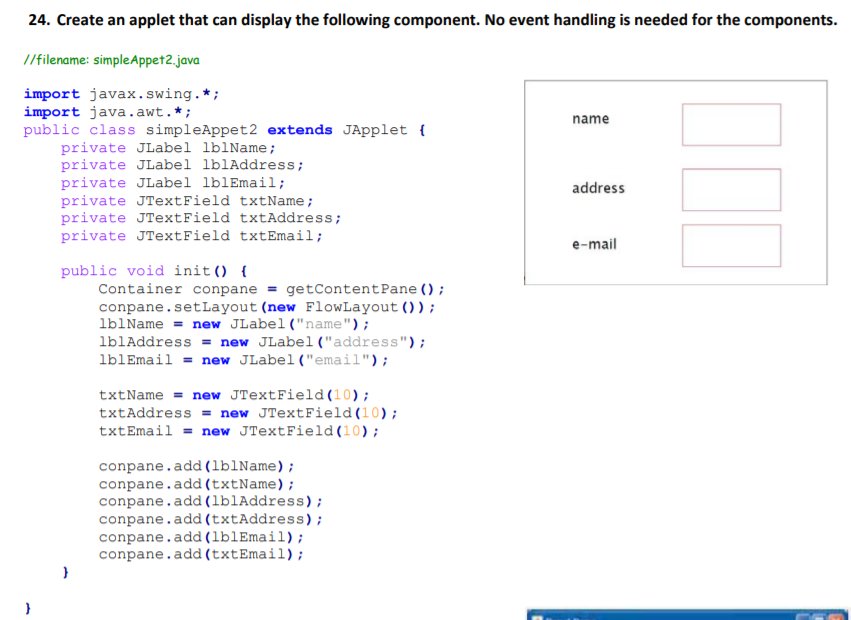 24. Create an applet that can display the following component. No event handling is needed for the components.
//filename: simpleAppet2.java
import javax.swing.*;
import java.awt.*;
public class simpleAppet2 extends JApplet {
private JLabel lblName;
private JLabel lblAddress;
private JLabel lblEmail;
private JTextField txtName;
private JTextField txtAddress;
private JTextField txtEmail;
public void init() {
Container conpane = getContentPane();
conpane.setLayout(new FlowLayout());
lblName = new JLabel("name");
lblAddress = new JLabel("address");
lblEmail = new JLabel("email");
txtName = new JTextField(10);
txtAddress = new JTextField(10);
txtEmail = new JTextField(10);
conpane.add(lblName);
conpane.add(txtName);
conpane.add(lblAddress);
conpane.add(txtAddress);
conpane.add(lblEmail);
conpane.add(txtEmail);
}
}
name
address
e-mail